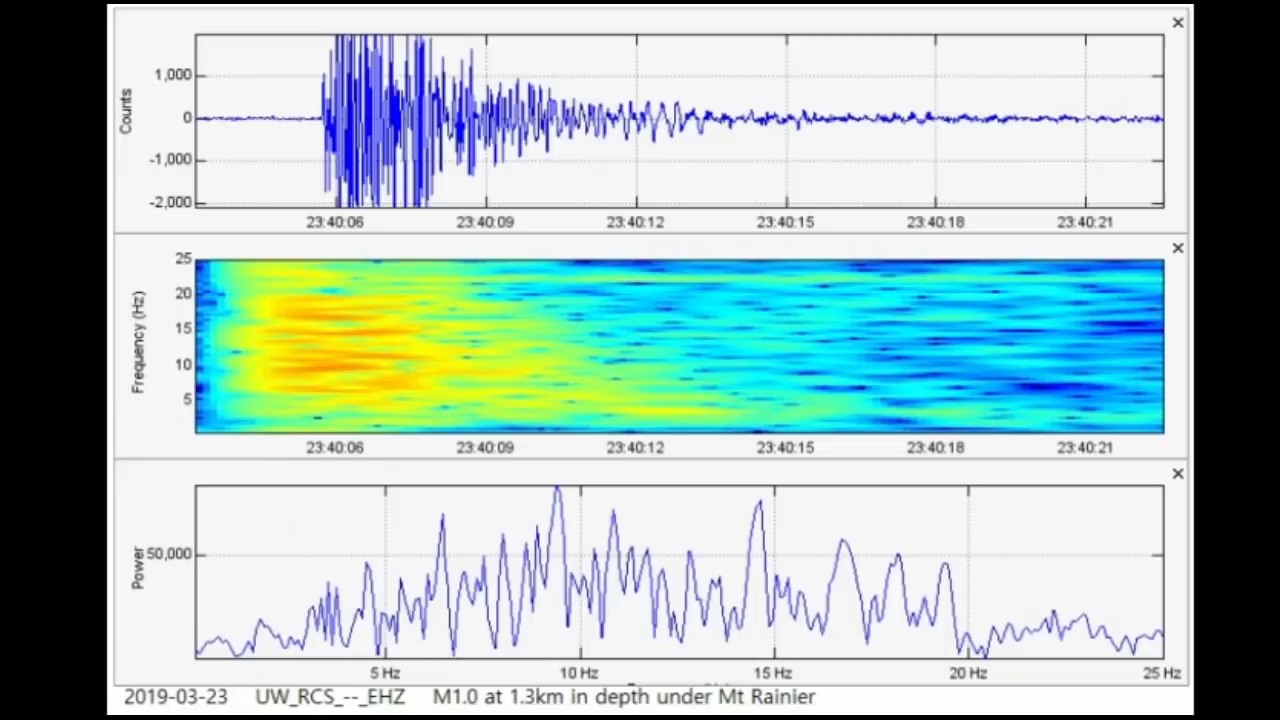 ×
Counts
1,000
0
-1,000
-2,000
23:40:06 23:40:09 23:40:12 23:40:15 23:40:18 23:40:21
×
Frequency (Hz)
25
20
15
10
5
23:40:06 23:40:09 23:40:12 23:40:15 23:40:18 23:40:21
×
Power
50,000
5 Hz 10 Hz 15 Hz 20 Hz 25 Hz
2019-03-23 UW_RCS_--_EHZ M1.0 at 1.3km in depth under Mt Rainier